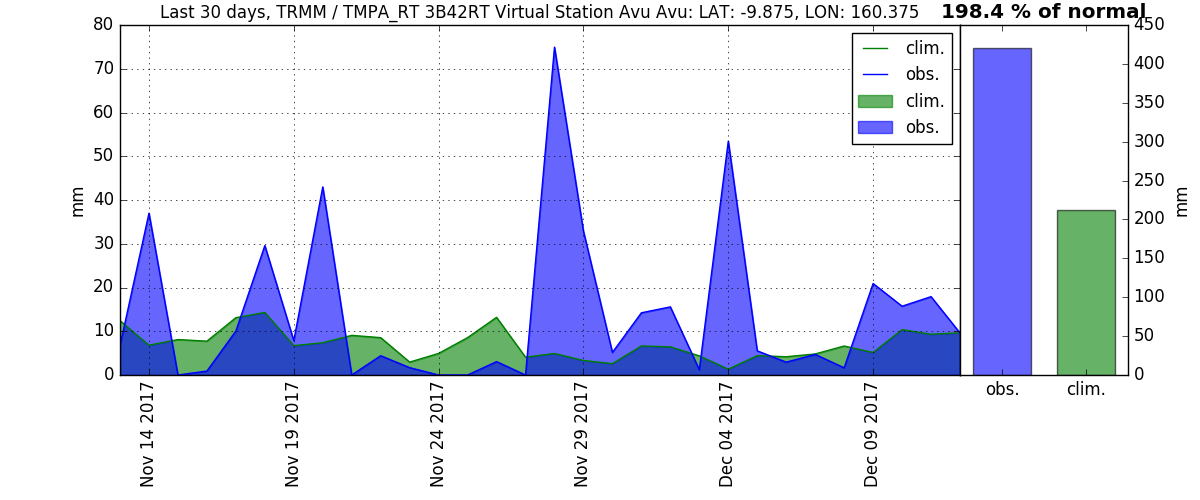 Last 30 days, TRMM / TMPA_RT 3B42RT Virtual Station Avu Avu: LAT: -9.875, LON: 160.375
198.4 % of normal
80
70
60
50
40
30
20
10
0
mm
clim.
obs.
clim.
obs.
450
400
350
300
250
200
150
100
50
0
mm
Nov 14 2017
Nov 19 2017
Nov 24 2017
Nov 29 2017
Dec 04 2017
Dec 09 2017
obs.
clim.